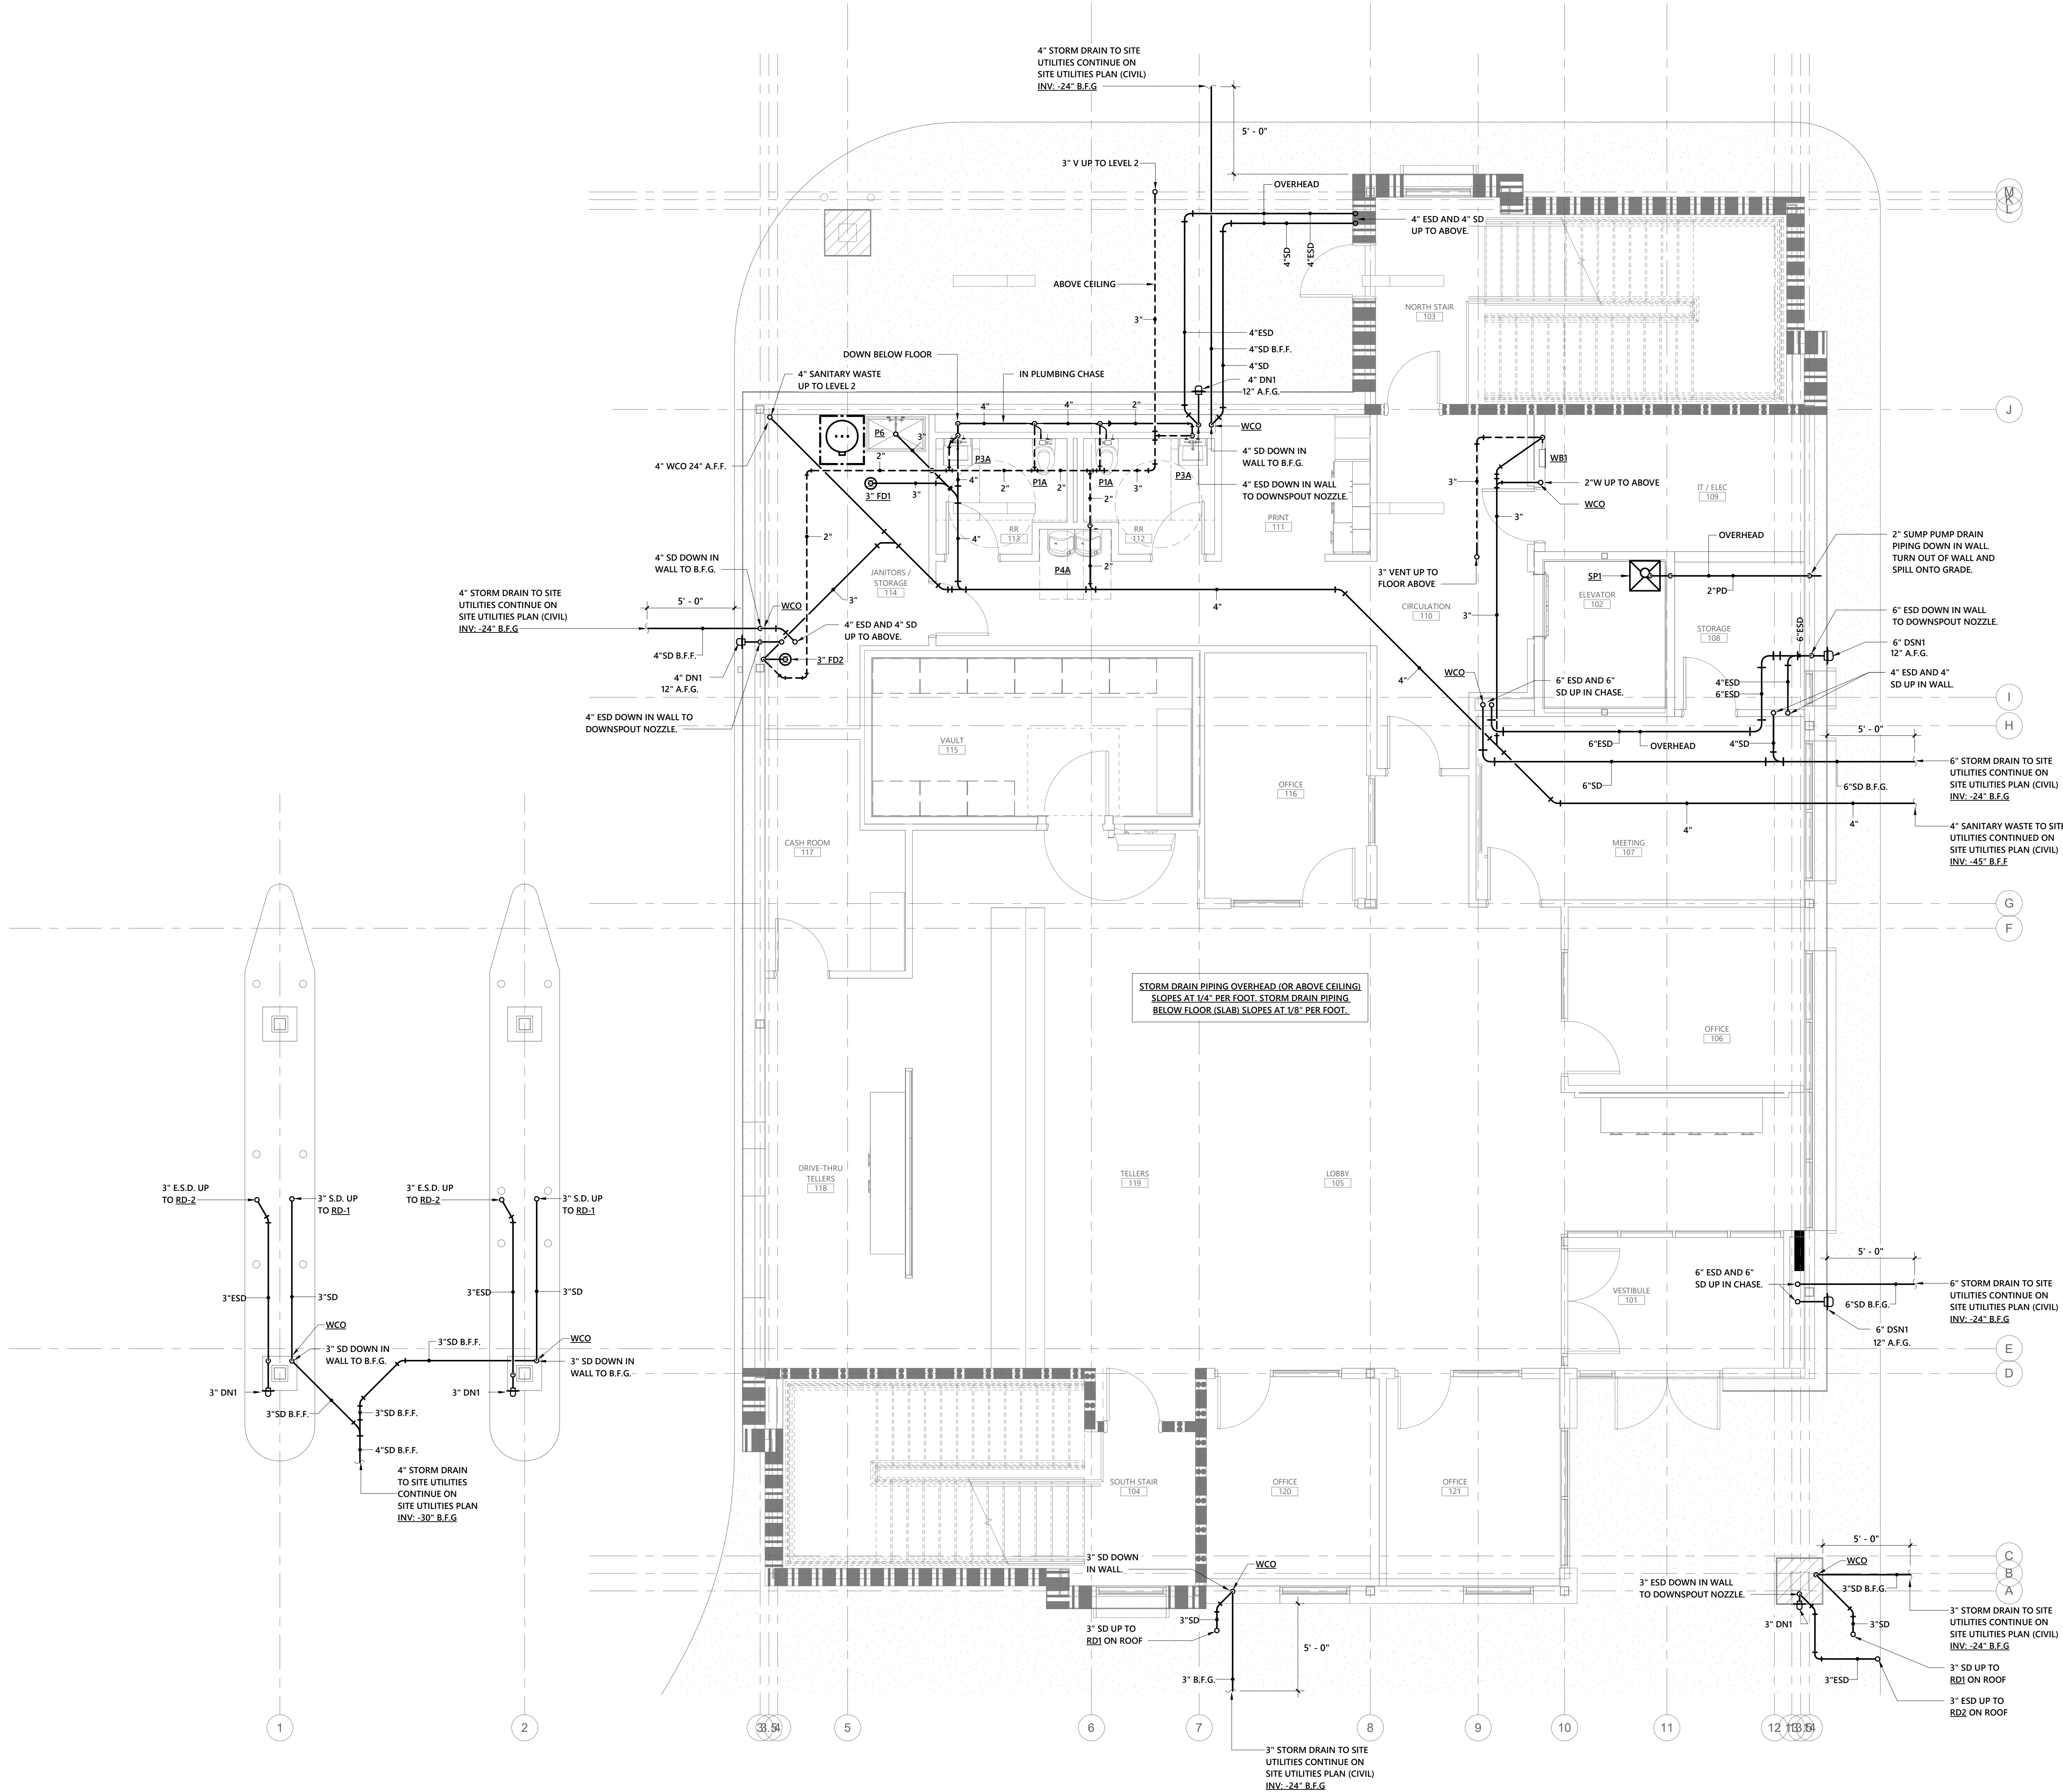 4" STORM DRAIN TO SITE
UTILITIES CONTINUE ON
SITE UTILITIES PLAN (CIVIL)
INV: -24" B.F.G
5' - 0"
3" V UP TO LEVEL 2
OVERHEAD
4" ESD AND 4" SD
UP TO ABOVE.
4"SD
4"ESD
M
K
L
ABOVE CEILING
3"
NORTH STAIR
103
4"ESD
4"SD B.F.F.
4"SD
4" DN1
12" A.F.G.
DOWN BELOW FLOOR
4" SANITARY WASTE
UP TO LEVEL 2
IN PLUMBING CHASE
4"
4"
2"
J
WCO
P6
3"
2"
P3A
P1A
P1A
P3A
4"
2"
2"
3"
4" WCO 24" A.F.F.
3" FD1
3"
4" SD DOWN IN
WALL TO B.F.G.
4" ESD DOWN IN WALL
TO DOWNSPOUT NOZZLE.
WB1
3"
2"W UP TO ABOVE
WCO
IT / ELEC
109
2"
PRINT
111
3"
2"
4"
RR
113
RR
112
P4A
2"
OVERHEAD
2" SUMP PUMP DRAIN
PIPING DOWN IN WALL.
TURN OUT OF WALL AND
SPILL ONTO GRADE.
4" SD DOWN IN
WALL TO B.F.G.
JANITORS /
STORAGE
114
3"
3" VENT UP TO
FLOOR ABOVE
SP1
2"PD
ELEVATOR
102
4" STORM DRAIN TO SITE
UTILITIES CONTINUE ON
SITE UTILITIES PLAN (CIVIL)
INV: -24" B.F.G
5' - 0"
WCO
4"
CIRCULATION
110
3"
STORAGE
108
6"ESD
6" ESD DOWN IN WALL
TO DOWNSPOUT NOZZLE.
4" ESD AND 4" SD
UP TO ABOVE.
4"SD B.F.F.
3" FD2
6" DSN1
12" A.F.G.
4" DN1
12" A.F.G.
4"
WCO
6" ESD AND 6"
SD UP IN CHASE.
4"ESD
6"ESD
4" ESD AND 4"
SD UP IN WALL.
I
4" ESD DOWN IN WALL TO
DOWNSPOUT NOZZLE.
H
VAULT
115
6"ESD
OVERHEAD
4"SD
5' - 0"
6" STORM DRAIN TO SITE
UTILITIES CONTINUE ON
SITE UTILITIES PLAN (CIVIL)
INV: -24" B.F.G
OFFICE
116
6"SD
6"SD B.F.G.
4"
4"
4" SANITARY WASTE TO SITE
UTILITIES CONTINUED ON
SITE UTILITIES PLAN (CIVIL)
INV: -45" B.F.F
CASH ROOM
117
MEETING
107
G
F
STORM DRAIN PIPING OVERHEAD (OR ABOVE CEILING)
SLOPES AT 1/4" PER FOOT. STORM DRAIN PIPING
BELOW FLOOR (SLAB) SLOPES AT 1/8" PER FOOT.
OFFICE
106
DRIVE-THRU
TELLERS
118
TELLERS
119
LOBBY
105
3" E.S.D. UP
TO RD-2
3" S.D. UP
TO RD-1
3" E.S.D. UP
TO RD-2
3" S.D. UP
TO RD-1
5' - 0"
3"ESD
3"SD
3"ESD
3"SD
6" ESD AND 6"
SD UP IN CHASE.
VESTIBULE
101
6"SD B.F.G.
6" STORM DRAIN TO SITE
UTILITIES CONTINUE ON
SITE UTILITIES PLAN (CIVIL)
INV: -24" B.F.G
WCO
3" SD DOWN IN
WALL TO B.F.G.
3"SD B.F.F.
WCO
3" SD DOWN IN
WALL TO B.F.G.
6" DSN1
12" A.F.G.
E
D
3" DN1
3"SD B.F.F.
3"SD B.F.F.
3" DN1
4"SD B.F.F.
4" STORM DRAIN
TO SITE UTILITIES
CONTINUE ON
SITE UTILITIES PLAN
INV: -30" B.F.G
SOUTH STAIR
104
OFFICE
120
OFFICE
121
3" SD DOWN
IN WALL.
WCO
5' - 0"
C
B
A
WCO
3" ESD DOWN IN WALL
TO DOWNSPOUT NOZZLE.
3"SD B.F.G.
3" DN1
3"SD
3" STORM DRAIN TO SITE
UTILITIES CONTINUE ON
SITE UTILITIES PLAN (CIVIL)
INV: -24" B.F.G
3"SD
3" SD UP TO
RD1 ON ROOF
5' - 0"
3" B.F.G.
3"ESD
3" SD UP TO
RD1 ON ROOF
3" ESD UP TO
RD2 ON ROOF
1
2
3
3.5
4
5
6
7
8
9
10
11
12
13
14
3" STORM DRAIN TO SITE
UTILITIES CONTINUE ON
SITE UTILITIES PLAN (CIVIL)
INV: -24" B.F.G